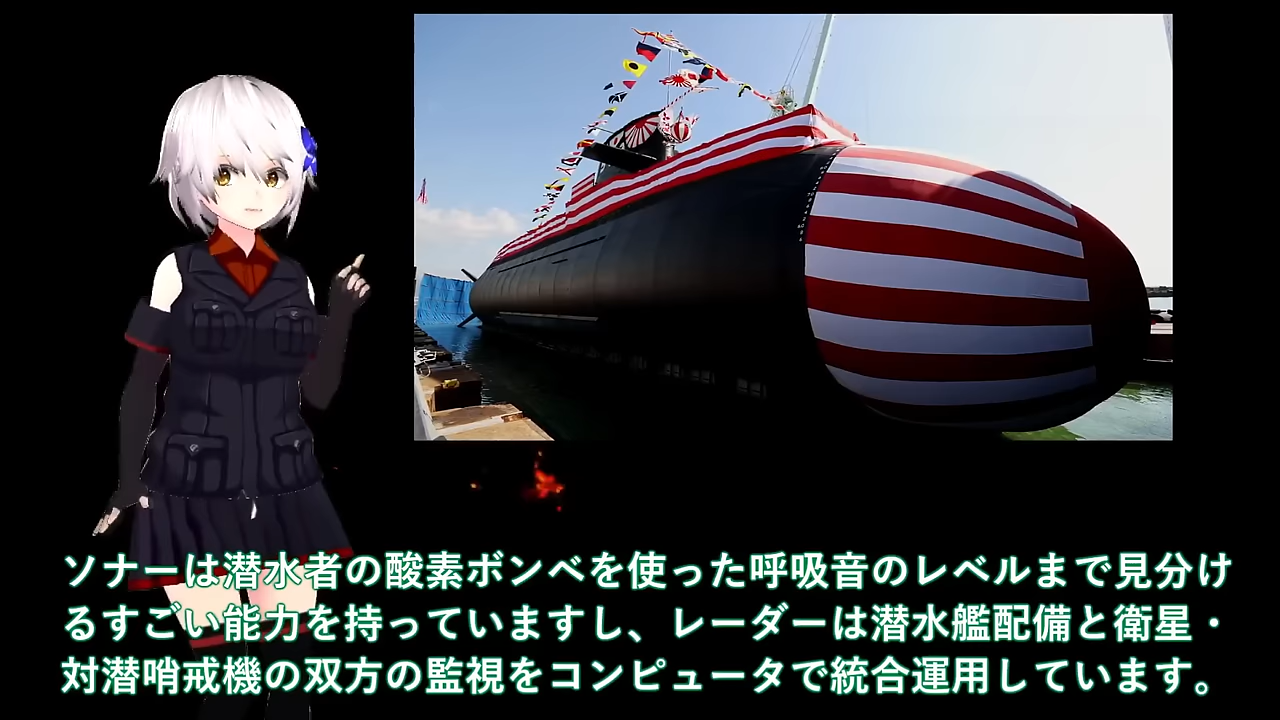 ソナーは潜水者の酸素ボンベを使った呼吸音のレベルまで見分け
るすごい能力を持っていますし、レーダーは潜水艦配備と衛星・
対潜哨戒機の双方の監視をコンピュータで統合運用しています。